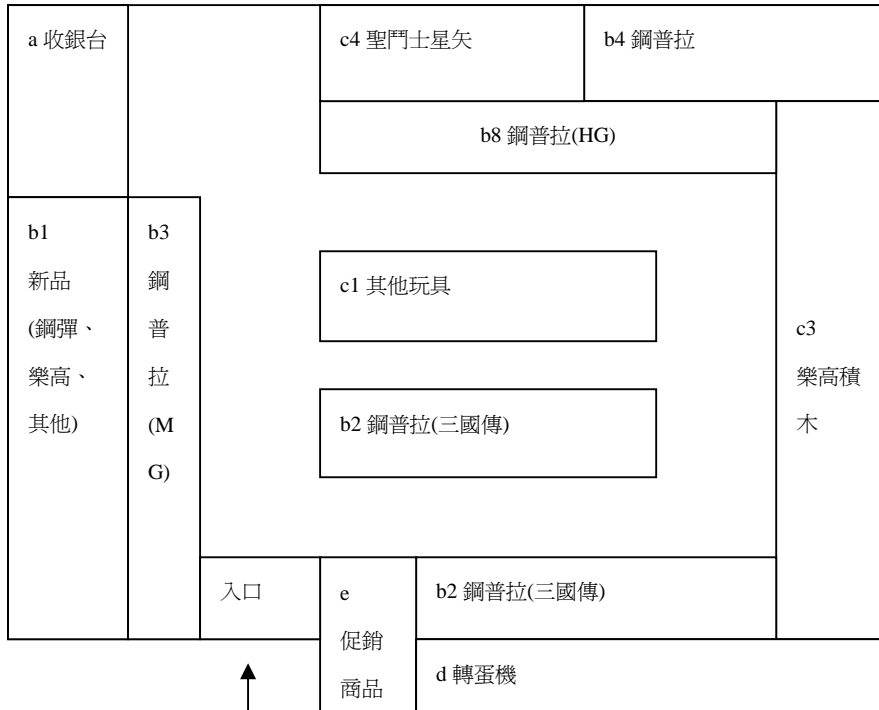 a 收銀台
c4 聖鬥士星矢
b4 鋼普拉
b8 鋼普拉(HG)
b1
新品
(鋼彈、
樂高、
其他)
b3
鋼
普
拉
(M
G)
c1 其他玩具
c3
樂高積
木
b2 鋼普拉(三國傳)
入口
e
促銷
商品
b2 鋼普拉(三國傳)
d 轉蛋機